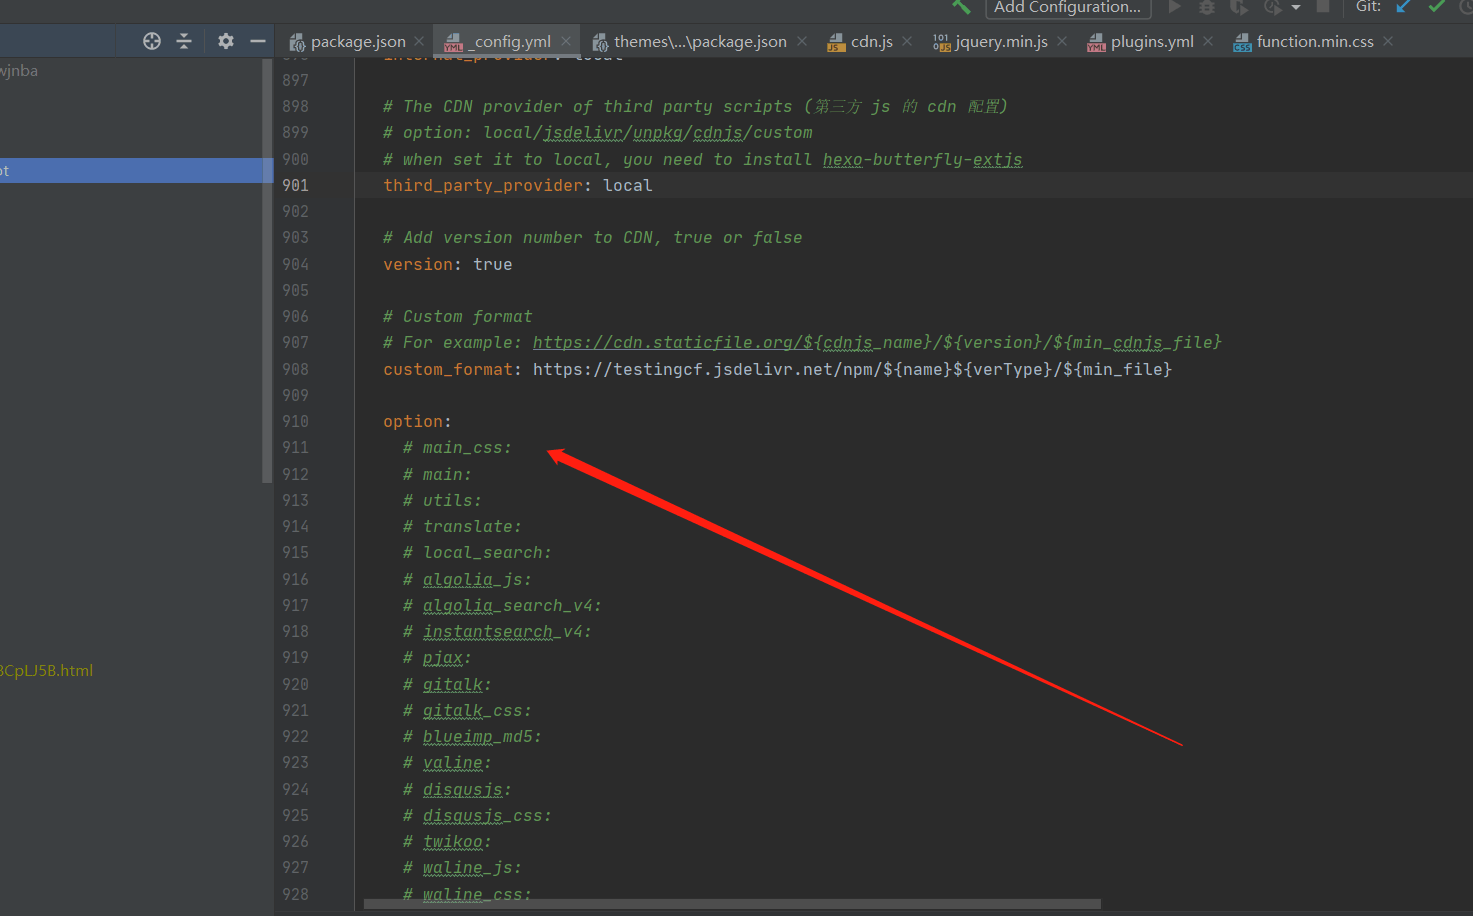 Add Configuration...
Git:
package.json
_config.yml
themes\...\package.json
cdn.js
jquery.min.js
plugins.yml
function.min.css
wjnba
ot
3CpLJ5B.html
internal_provider: local
897
898 # The CDN provider of third party scripts (第三方 js 的 cdn 配置)
899 # option: local/jsdelivr/unpkg/cdnjs/custom
900 # when set it to local, you need to install hexo-butterfly-extjs
901 third_party_provider: local
902
903 # Add version number to CDN, true or false
904 version: true
905
906 # Custom format
907 # For example: https://cdn.staticfile.org/${cdnjs_name}/${version}/${min_cdnjs_file}
908 custom_format: https://testingcf.jsdelivr.net/npm/${name}${verType}/${min_file}
909
910 option:
911 # main_css:
912 # main:
913 # utils:
914 # translate:
915 # local_search:
916 # algolia_js:
917 # algolia_search_v4:
918 # instantsearch_v4:
919 # pjax:
920 # gitalk:
921 # gitalk_css:
922 # blueimp_md5:
923 # valine:
924 # disqusjs:
925 # disqusjs_css:
926 # twikoo:
927 # waline_js:
928 # waline_css: